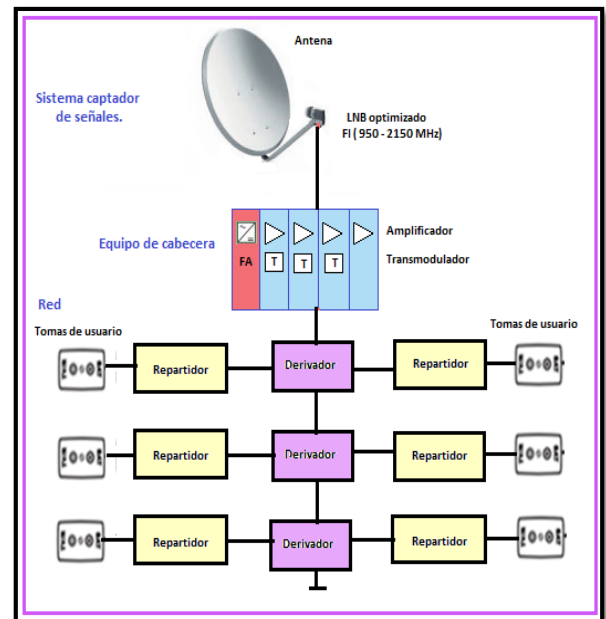 Antena
Sistema captador
de señales.
LNB optimizado
FI ( 950 - 2150 MHz)
Equipo de cabecera
FA
T
T
T
Amplificador
Transmodulador
Red
Tomas de usuario
Tomas de usuario
Repartidor
Derivador
Repartidor
Repartidor
Derivador
Repartidor
Repartidor
Derivador
Repartidor